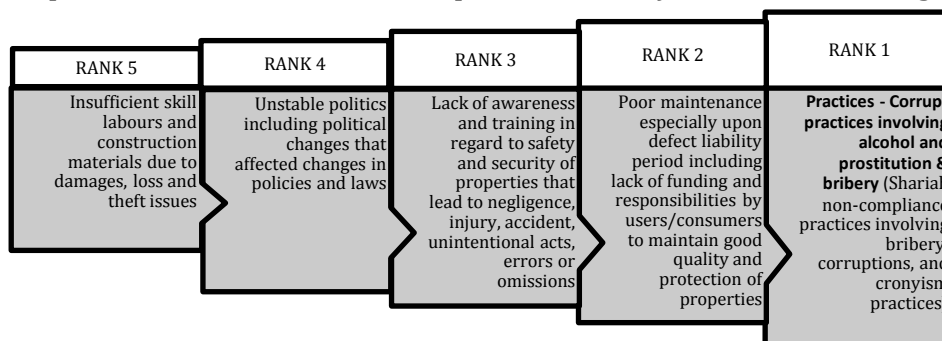 RANK 5
Insufficient skill
labours and
construction
materials due to
damages, loss and
theft issues
RANK 4
Unstable politics
including political
changes that
affected changes in
policies and laws
RANK 3
Lack of awareness
and training in
regard to safety
and security of
properties that
lead to negligence,
injury, accident,
unintentional acts,
errors or
omissions
RANK 2
Poor maintenance
especially upon
defect liability
period including
lack of funding and
responsibilities by
users/consumers
to maintain good
quality and
protection of
properties
RANK 1
Practices - Corrup
practices involving
alcohol and
prostitution &
bribery (Shariah
non-compliance
practices involving
bribery
corruptions, and
cronyism
practices